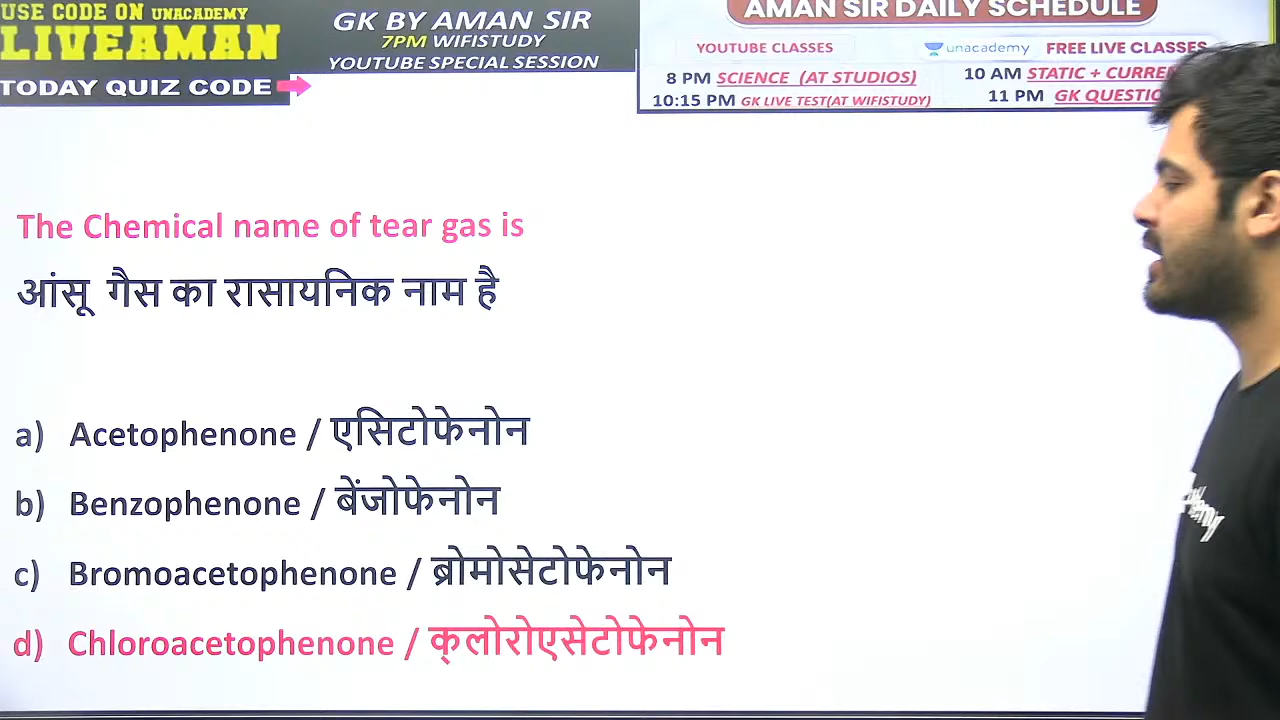 USE CODE ON UNACADEMY
LIVEAMAN
TODAY QUIZ CODE
GK BY AMAN SIR
7PM WIFISTUDY
YOUTUBE SPECIAL SESSION
AMAN SIR DAILY SCHEDULE
YOUTUBE CLASSES
unacademy FREE LIVE CLASSES
8 PM SCIENCE (AT STUDIOS)
10:15 PM GK LIVE TEST(AT WIFISTUDY)
10 AM STATIC +
11 PM GK
The Chemical name of tear gas is
आंसू गैस का रासायनिक नाम है
a) Acetophenone / एसिटोफेनोन
b) Benzophenone / बेंजोफेनोन
c) Bromoacetophenone / ब्रोमोसेटोफेनोन
d) Chloroacetophenone / क्लोरोएसेटोफेनोन